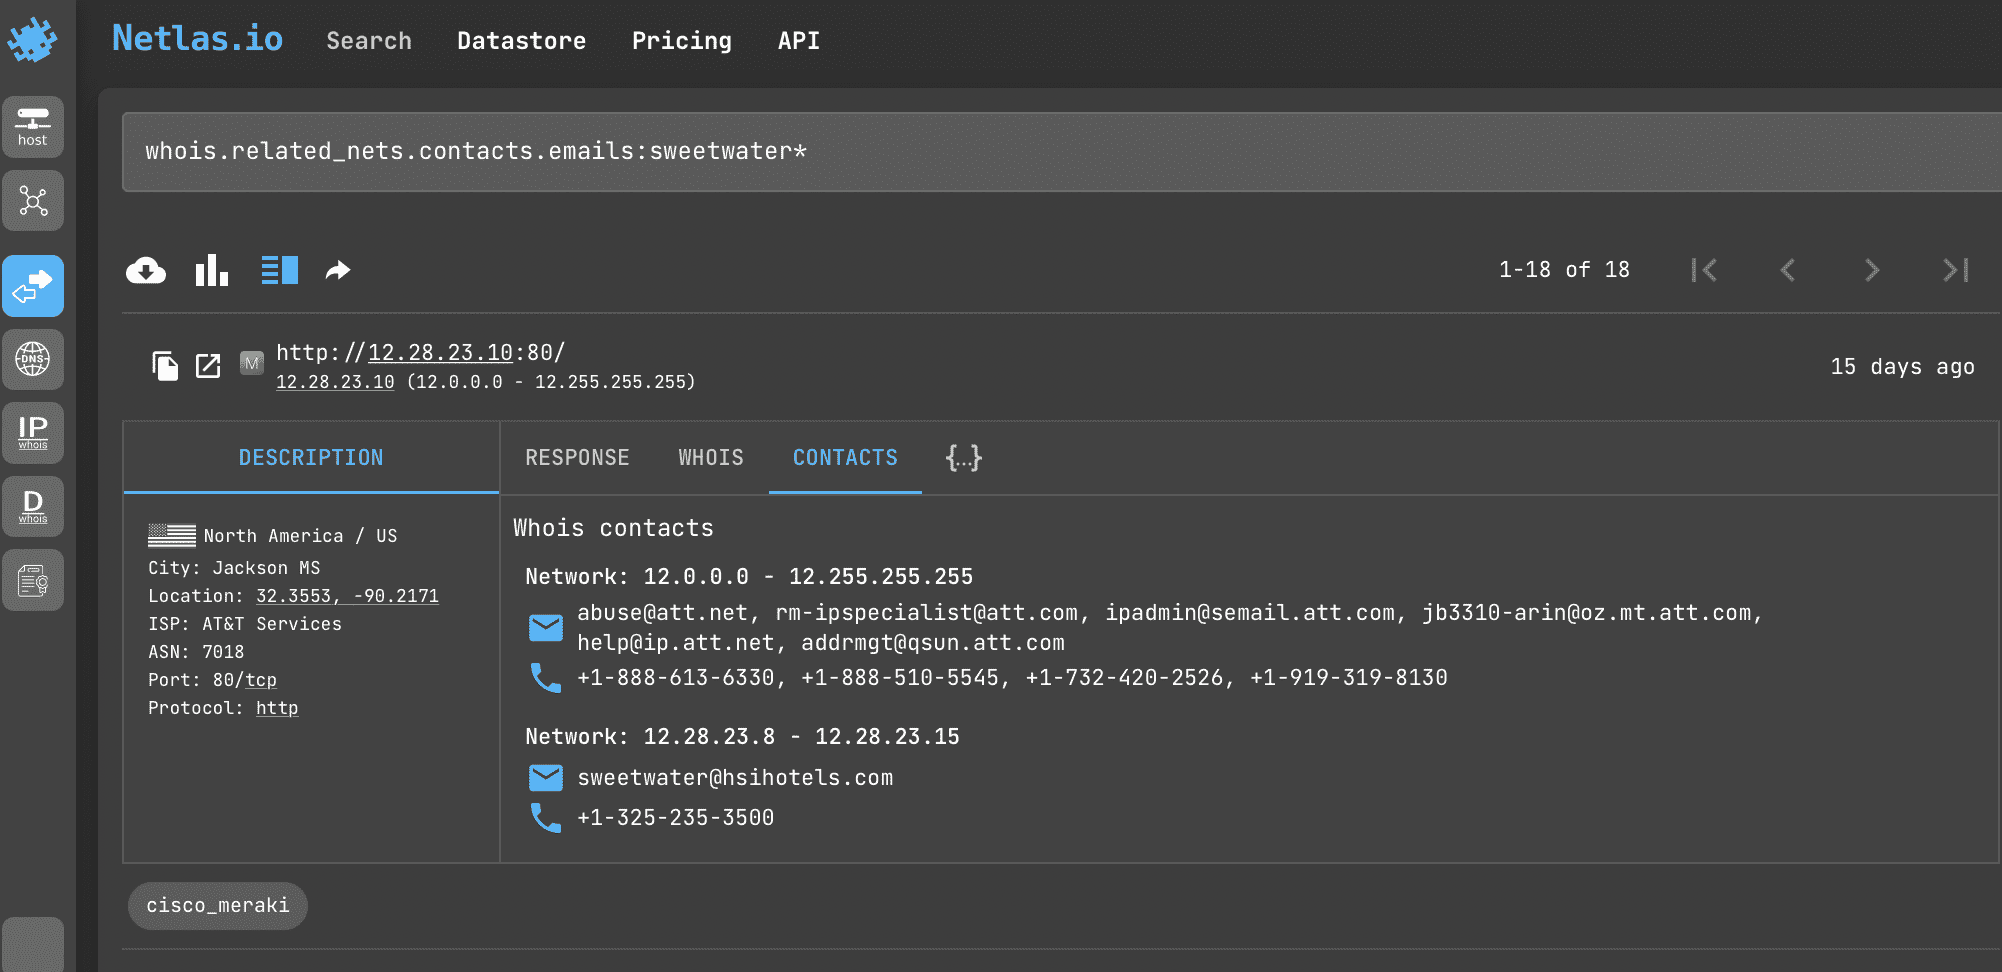 Netlas.io Search Datastore Pricing API
host
whois.related_nets.contacts.emails:sweetwater*
1-18 of 18
M http://12.28.23.10:80/
12.28.23.10 (12.0.0.0 - 12.255.255.255)
15 days ago
DNS
IP
whois
D
whois
DESCRIPTION
RESPONSE WHOIS CONTACTS {...}
North America / US
City: Jackson MS
Location: 32.3553, -90.2171
ISP: AT&T Services
ASN: 7018
Port: 80/tcp
Protocol: http
Whois contacts
Network: 12.0.0.0 - 12.255.255.255
abuse@att.net, rm-ipspecialist@att.com, ipadmin@semail.att.com, jb3310-arin@oz.mt.att.com,
help@ip.att.net, addrmgt@qsun.att.com
+1-888-613-6330, +1-888-510-5545, +1-732-420-2526, +1-919-319-8130
Network: 12.28.23.8 - 12.28.23.15
sweetwater@hsihotels.com
+1-325-235-3500
cisco_meraki